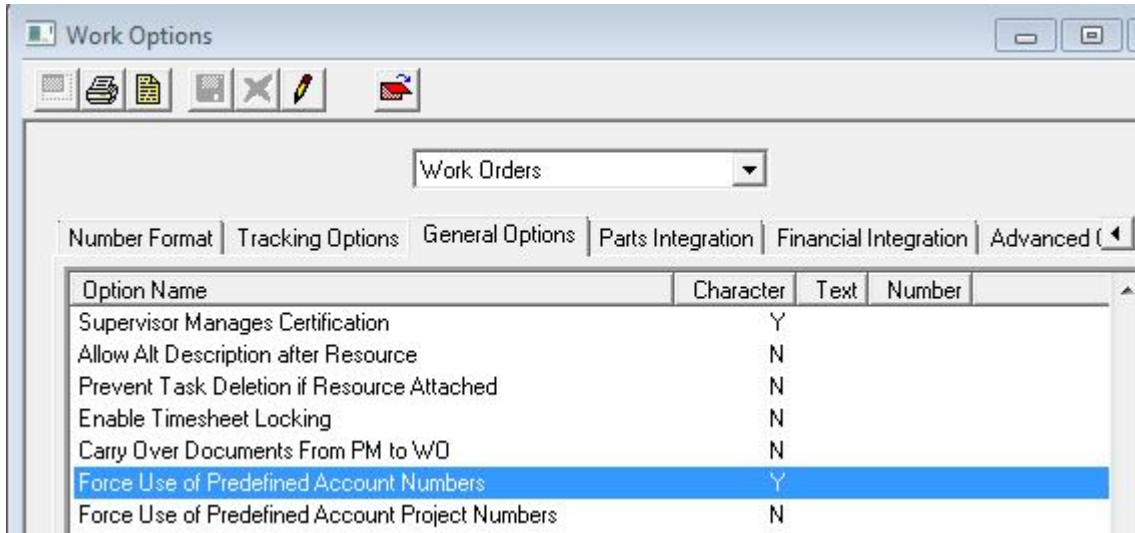 Work Options
Work Orders
Number Format Tracking Options General Options Parts Integration Financial Integration Advanced
Option Name Character Text Number
Supervisor Manages Certification Y
Allow Alt Description after Resource N
Prevent Task Deletion if Resource Attached N
Enable Timesheet Locking N
Carry Over Documents From PM to WO N
Force Use of Predefined Account Numbers Y
Force Use of Predefined Account Project Numbers N